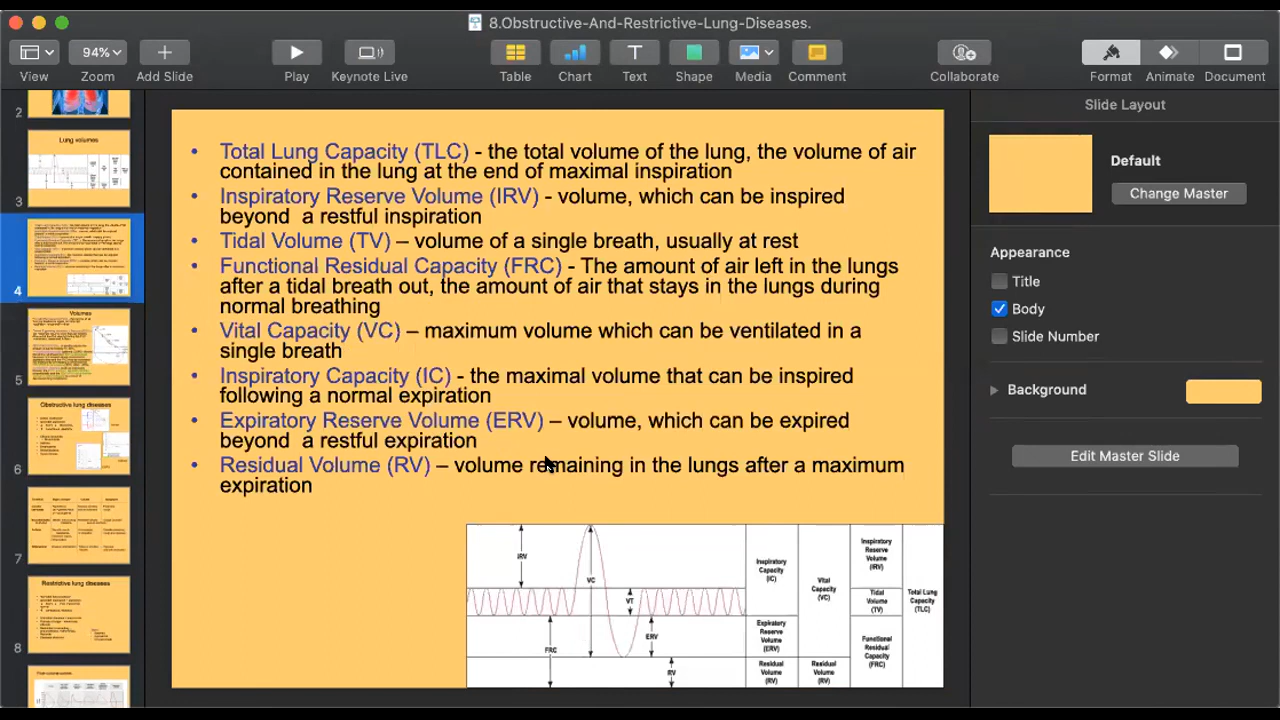 8.Obstructive-And-Restrictive-Lung-Diseases.
94%
View
Zoom
Add Slide
Play
Keynote Live
Table
Chart
Text
Shape
Media
Comment
Collaborate
Format
Animate
Document
2
Lung volumes
3
4
Volumes
5
Obstructive lung diseases
6
7
Restrictive lung diseases
8
• Total Lung Capacity (TLC) - the total volume of the lung, the volume of air
contained in the lung at the end of maximal inspiration
• Inspiratory Reserve Volume (IRV) - volume, which can be inspired
beyond a restful inspiration
• Tidal Volume (TV) – volume of a single breath, usually at rest
• Functional Residual Capacity (FRC) - The amount of air left in the lungs
after a tidal breath out, the amount of air that stays in the lungs during
normal breathing
• Vital Capacity (VC) – maximum volume which can be ventilated in a
single breath
• Inspiratory Capacity (IC) - the maximal volume that can be inspired
following a normal expiration
• Expiratory Reserve Volume (ERV) – volume, which can be expired
beyond a restful expiration
• Residual Volume (RV) – volume remaining in the lungs after a maximum
expiration
IRV
VC
VT
FRC
ERV
RV
Inspiratory
Capacity
(IC)
Expiratory
Reserve
Volume
(ERV)
Residual
Volume
(RV)
Vital
Capacity
(VC)
Residual
Volume
(RV)
Inspiratory
Reserve
Volume
(IRV)
Tidal
Volume
(TV)
Functional
Residual
Capacity
(FRC)
Total Lung
Capacity
(TLC)
Slide Layout
Default
Change Master
Appearance
Title
Body
Slide Number
Background
Edit Master Slide